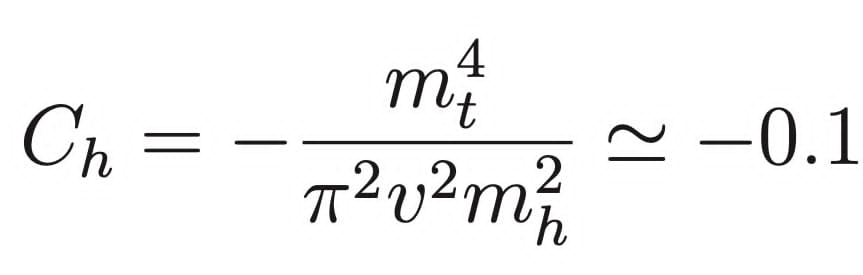 $C_h = -\frac{m_t^4}{\pi^2 v^2 m_h^2} \simeq -0.1$